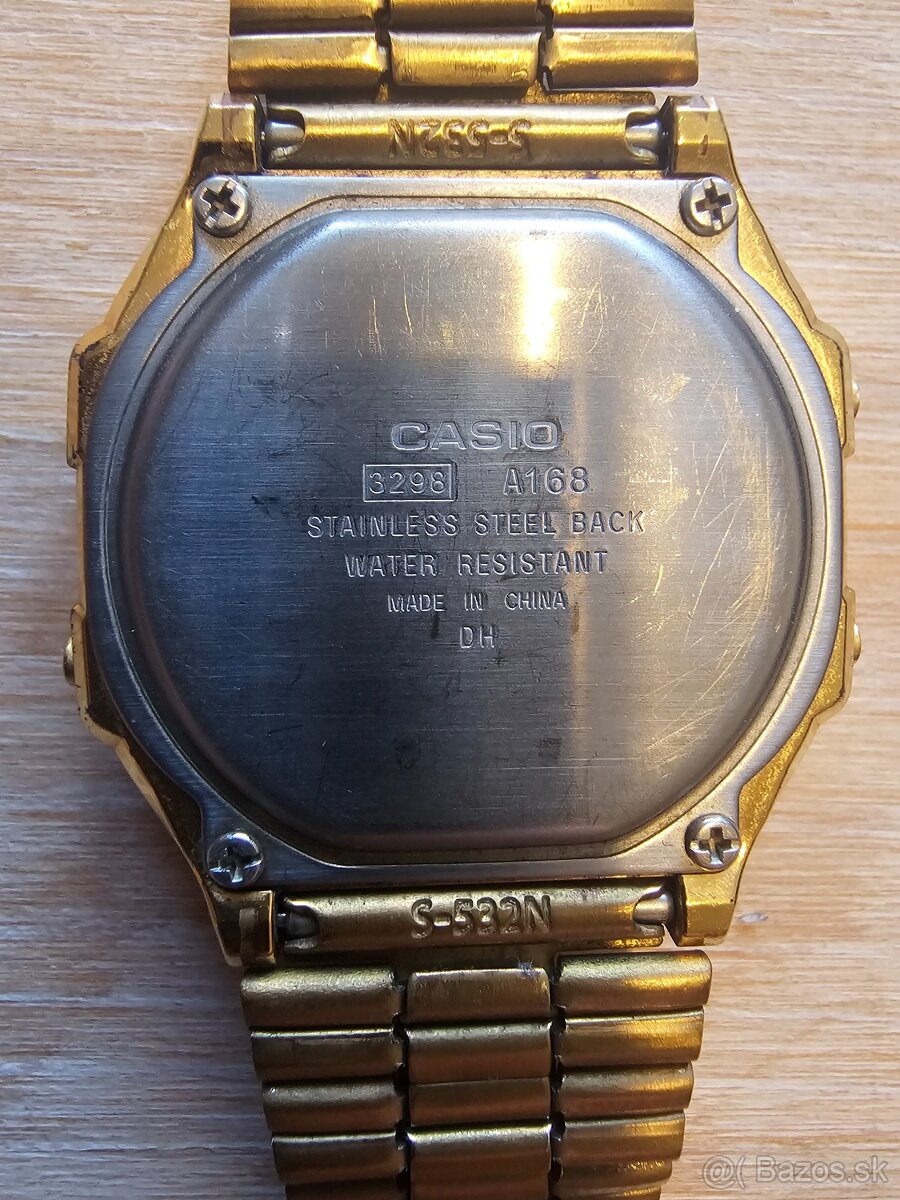 S-532N
CASIO
3298 A168
STAINLESS STEEL BACK
WATER RESISTANT
MADE IN CHINA
DH
S-532N
@( Bazos.sk